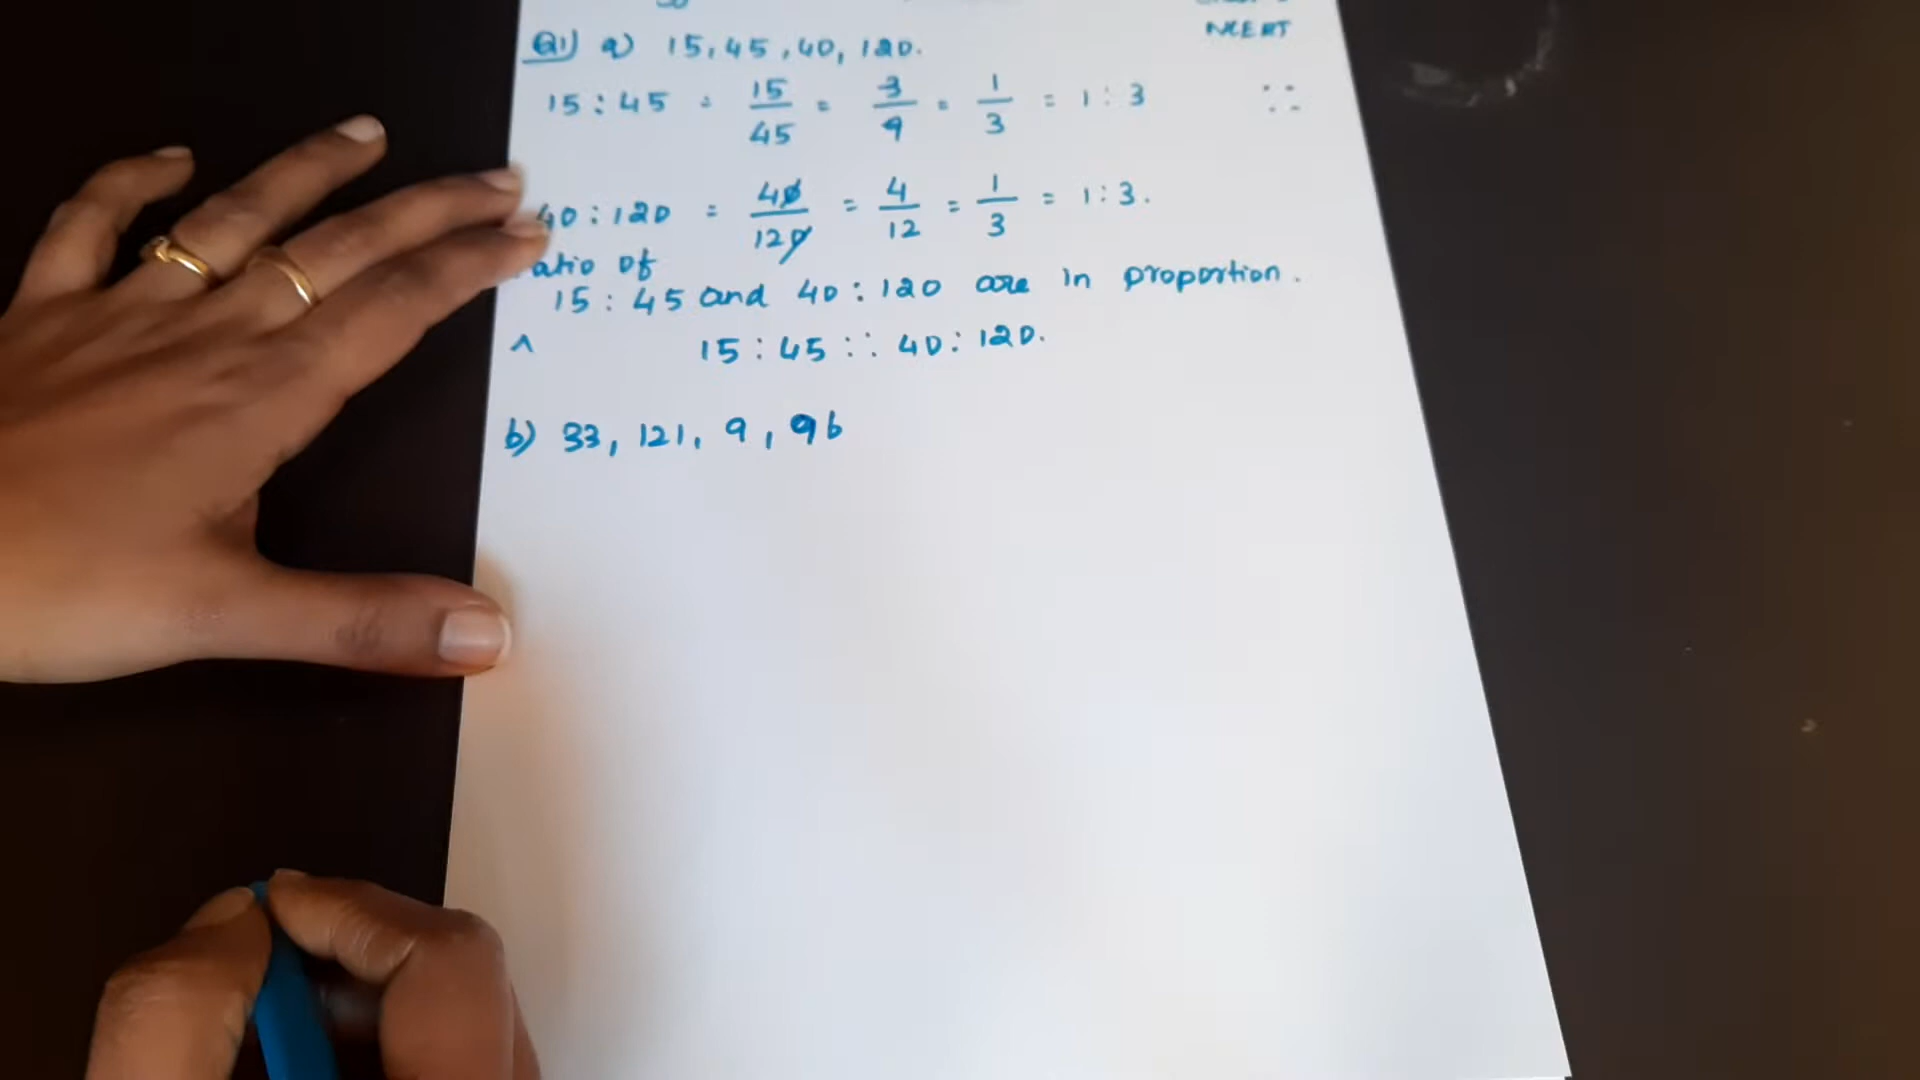 NCERT
Q1) a) 15, 45, 40, 120.
15 : 45 = 15/45 = 3/9 = 1/3 = 1 : 3 ::
40 : 120 = 40/120 = 4/12 = 1/3 = 1 : 3.
ratio of
15 : 45 and 40 : 120 are in proportion.
^ 15 : 45 :: 40 : 120.
b) 33, 121, 9, 96